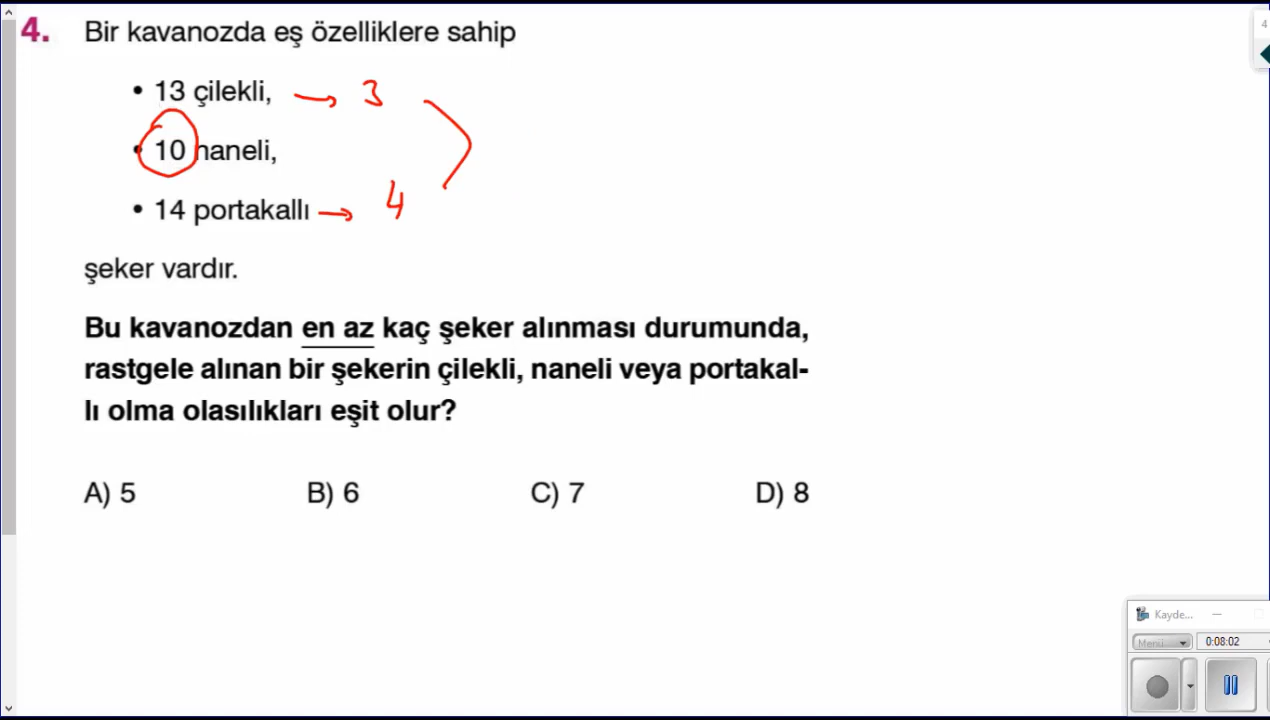 4. Bir kavanozda eş özelliklere sahip
• 13 çilekli, → 3
• 10 naneli,
• 14 portakallı → 4
şeker vardır.
Bu kavanozdan en az kaç şeker alınması durumunda,
rastgele alınan bir şekerin çilekli, naneli veya portakal-
lı olma olasılıkları eşit olur?
A) 5 B) 6 C) 7 D) 8
4
Kayde...
Menü 0:08:02